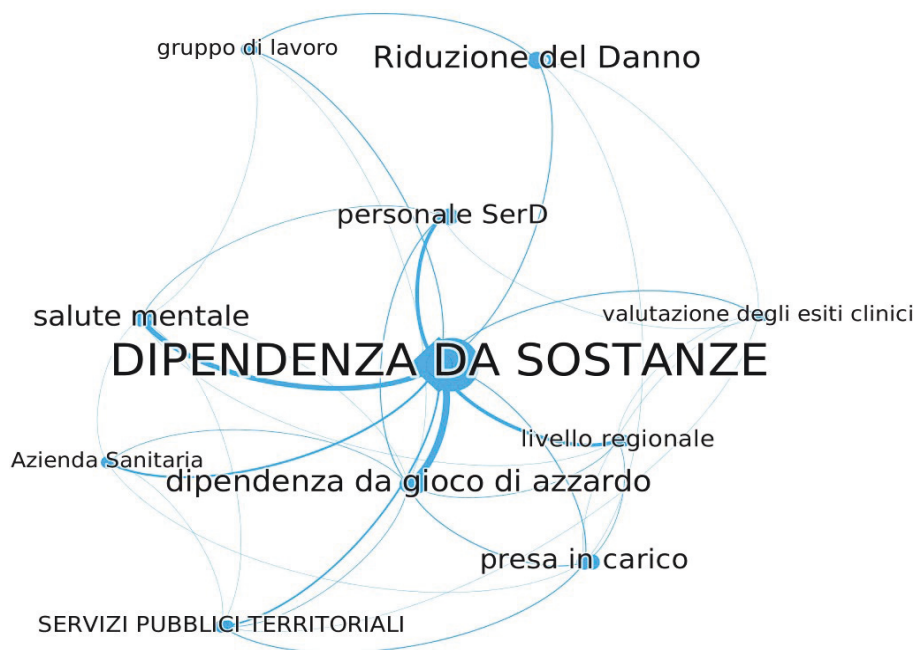 gruppo di lavoro
Riduzione del Danno
personale SerD
salute mentale
valutazione degli esiti clinici
DIPENDENZA DA SOSTANZE
livello regionale
Azienda Sanitaria
dipendenza da gioco di azzardo
presa in carico
SERVIZI PUBBLICI TERRITORIALI